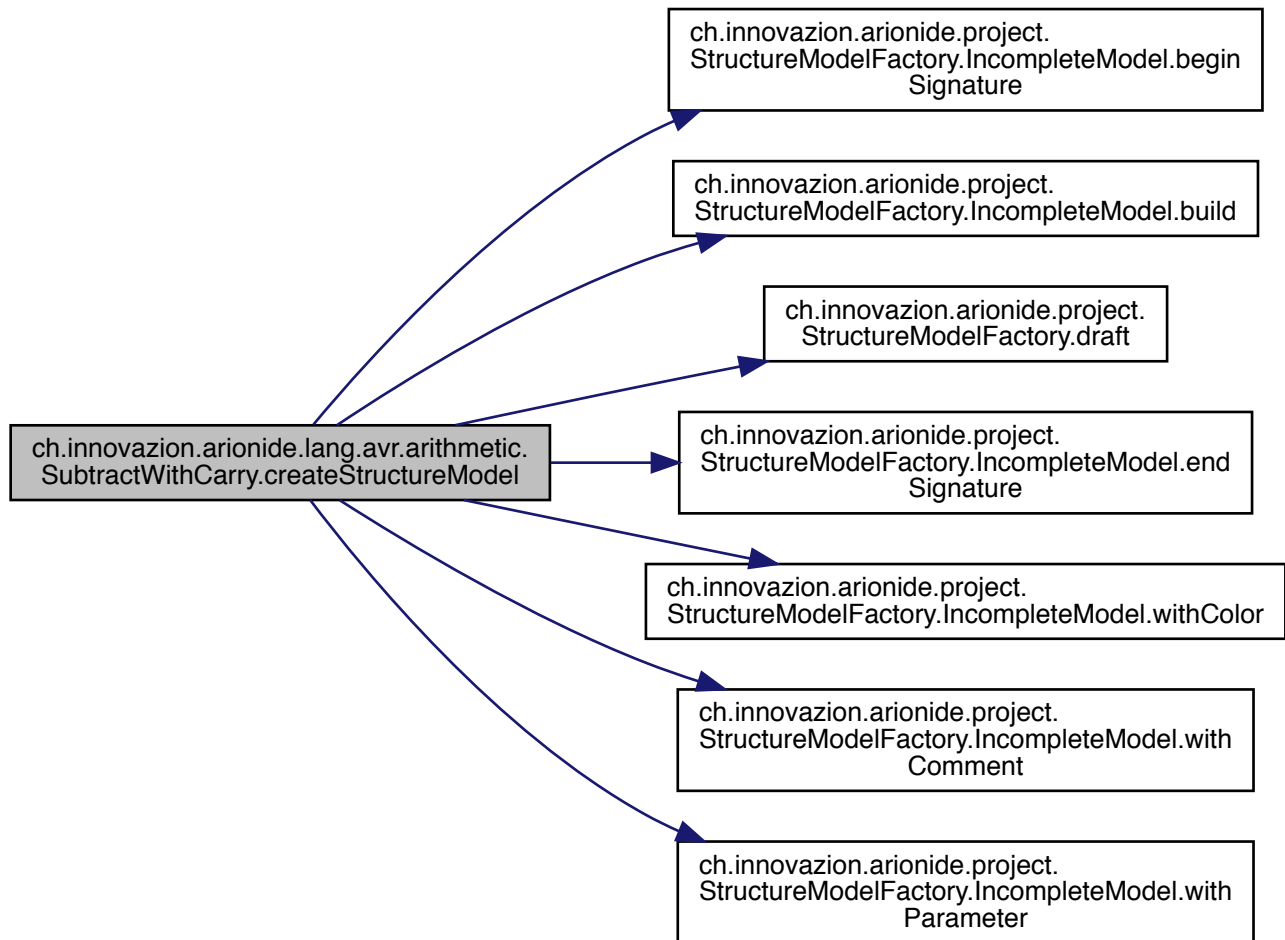 ch.innovazion.arionide.project.
StructureModelFactory.IncompleteModel.begin
Signature
ch.innovazion.arionide.project.
StructureModelFactory.IncompleteModel.build
ch.innovazion.arionide.project.
StructureModelFactory.draft
ch.innovazion.arionide.lang.avr.arithmetic.
SubtractWithCarry.createStructureModel
ch.innovazion.arionide.project.
StructureModelFactory.IncompleteModel.end
Signature
ch.innovazion.arionide.project.
StructureModelFactory.IncompleteModel.withColor
ch.innovazion.arionide.project.
StructureModelFactory.IncompleteModel.with
Comment
ch.innovazion.arionide.project.
StructureModelFactory.IncompleteModel.with
Parameter